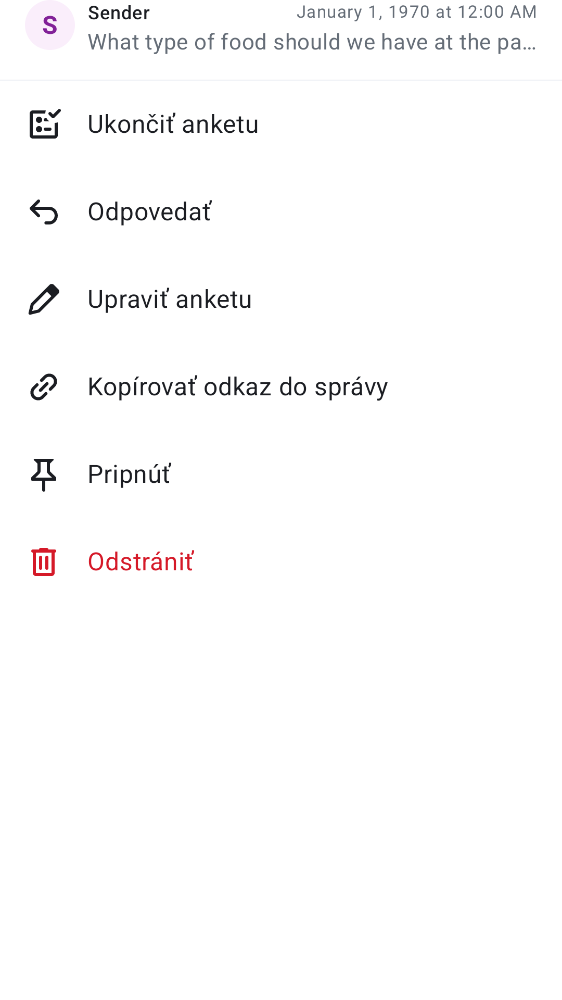 S
Sender
January 1, 1970 at 12:00 AM
What type of food should we have at the pa…
Ukončiť anketu
Odpovedať
Upraviť anketu
Kopírovať odkaz do správy
Pripnúť
Odstrániť